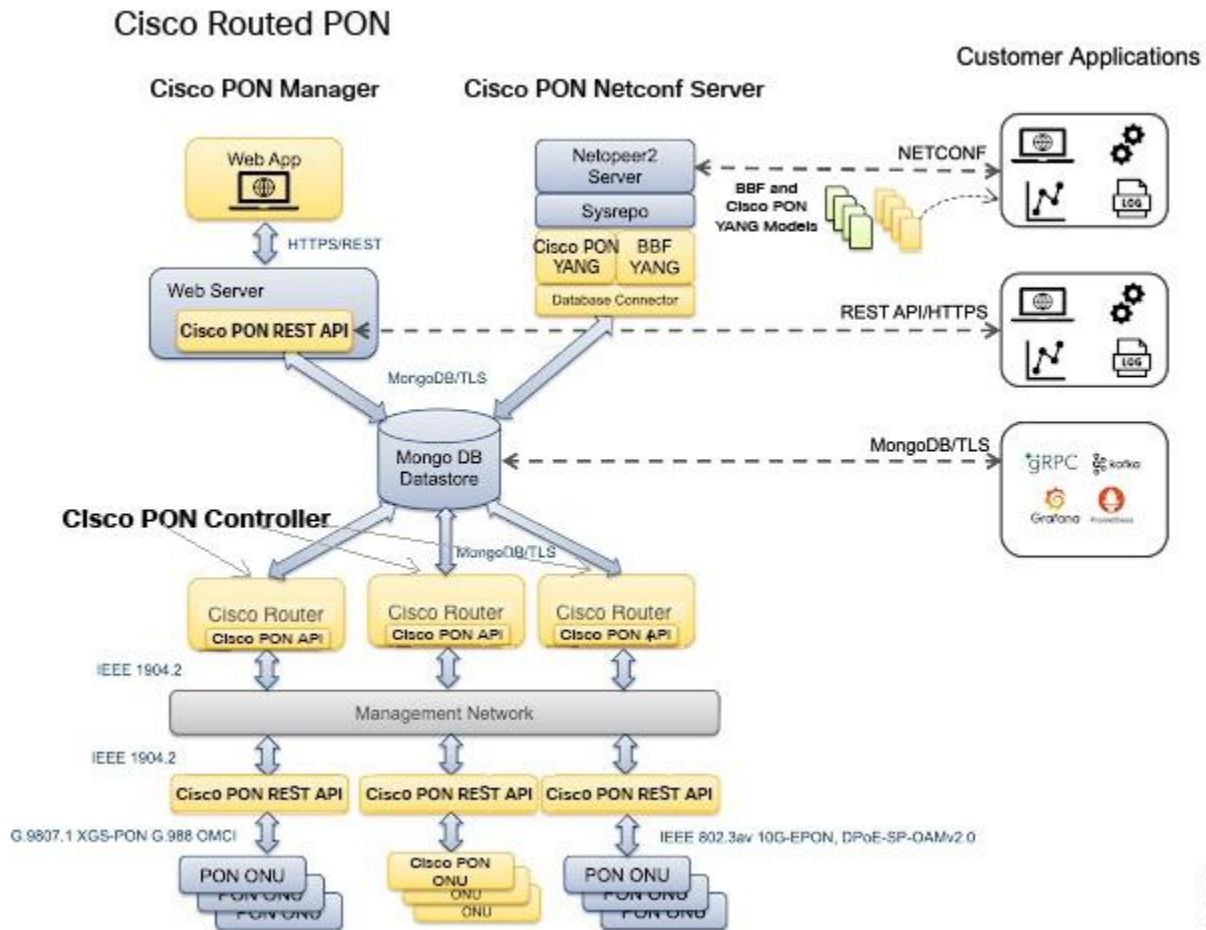 Cisco Routed PON
Customer Applications
Cisco PON Manager
Cisco PON Netconf Server
Web App
HTTPS/REST
Web Server
Cisco PON REST API
Netopeer2
Server
Sysrepo
Cisco PON
YANG
BBF
YANG
Database Connector
NETCONF
BBF and
Cisco PON
YANG Models
LOG
REST API/HTTPS
LOG
MongoDB/TLS
Mongo DB
Datastore
MongoDB/TLS
gRPC
kafka
Grafana
Prometheus
Cisco PON Controller
MongoDB/TLS
Cisco Router
Cisco PON API
Cisco Router
Cisco PON API
Cisco Router
Cisco PON API
IEEE 1904.2
Management Network
IEEE 1904.2
Cisco PON REST API
Cisco PON REST API
Cisco PON REST API
G.9807.1 XGS-PON G.988 OMCI
IEEE 802.3av 10G-EPON, DPoE-SP-OAMv2.0
PON ONU
PON ONU
PON ONU
Cisco PON
ONU
ONU
ONU
PON ONU
PON ONU
PON ONU